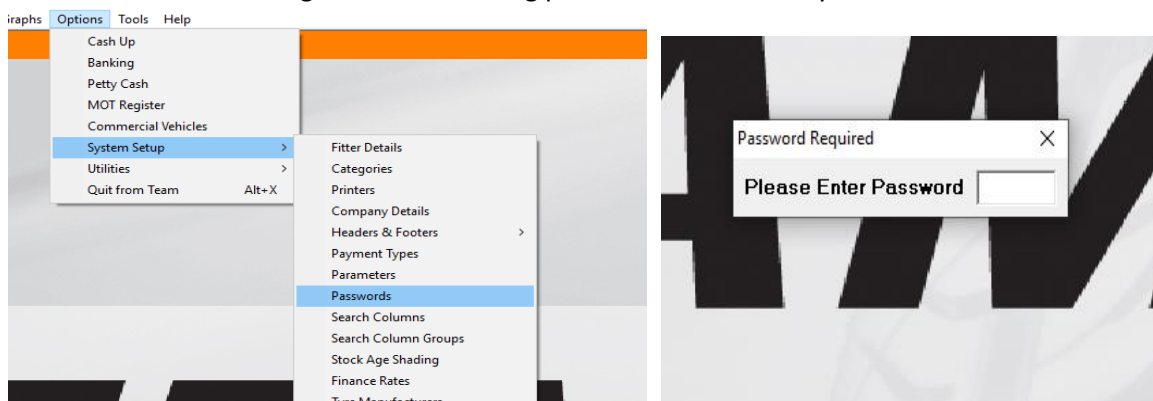 iraphs Options Tools Help
Cash Up
Banking
Petty Cash
MOT Register
Commercial Vehicles
System Setup >
Utilities >
Quit from Team Alt+X
Fitter Details
Categories
Printers
Company Details
Headers & Footers >
Payment Types
Parameters
Passwords
Search Columns
Search Column Groups
Stock Age Shading
Finance Rates
Tyre Manufacturers
Password Required X
Please Enter Password